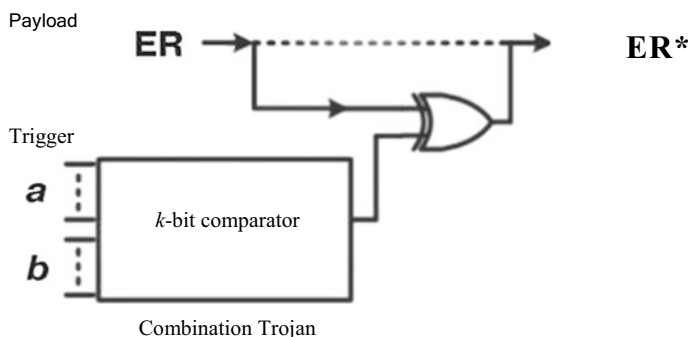 Payload
ER
ER*
Trigger
a
k-bit comparator
b
Combination Trojan